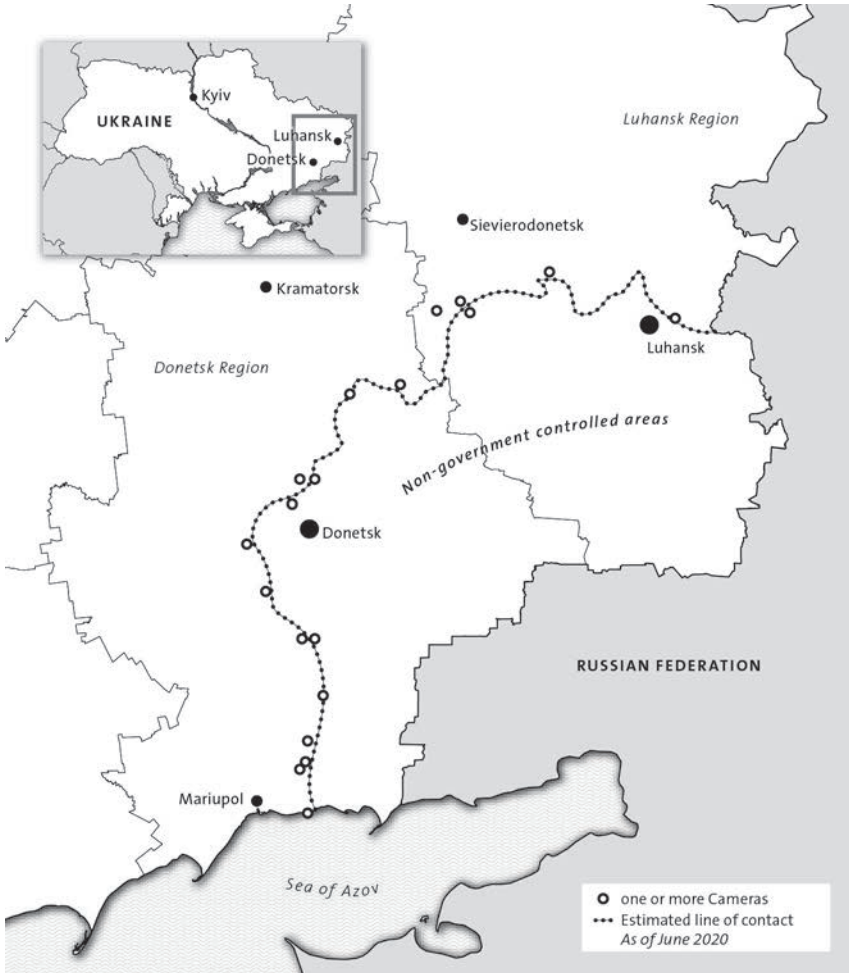 Kyiv
UKRAINE
Luhansk
Donetsk
Luhansk Region
Sievierodonetsk
Kramatorsk
Luhansk
Donetsk Region
Non-government controlled areas
Donetsk
RUSSIAN FEDERATION
Mariupol
Sea of Azov
one or more Cameras
Estimated line of contact
As of June 2020